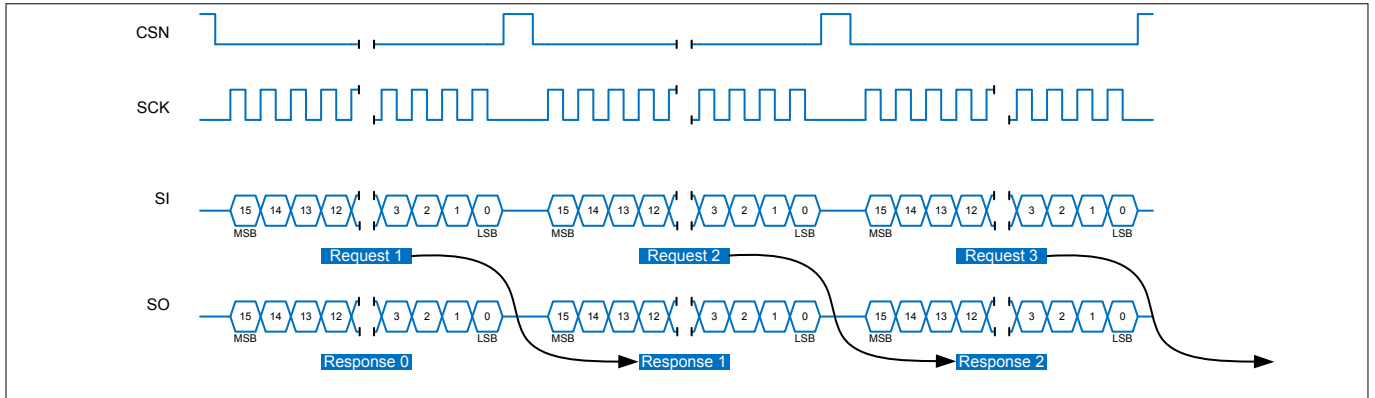 CSN
SCK
SI
15 14 13 12 3 2 1 0 15 14 13 12 3 2 1 0 15 14 13 12 3 2 1 0
MSB LSB MSB LSB MSB LSB
Request 1 Request 2 Request 3
SO
15 14 13 12 3 2 1 0 15 14 13 12 3 2 1 0 15 14 13 12 3 2 1 0
MSB LSB MSB LSB MSB LSB
Response 0 Response 1 Response 2